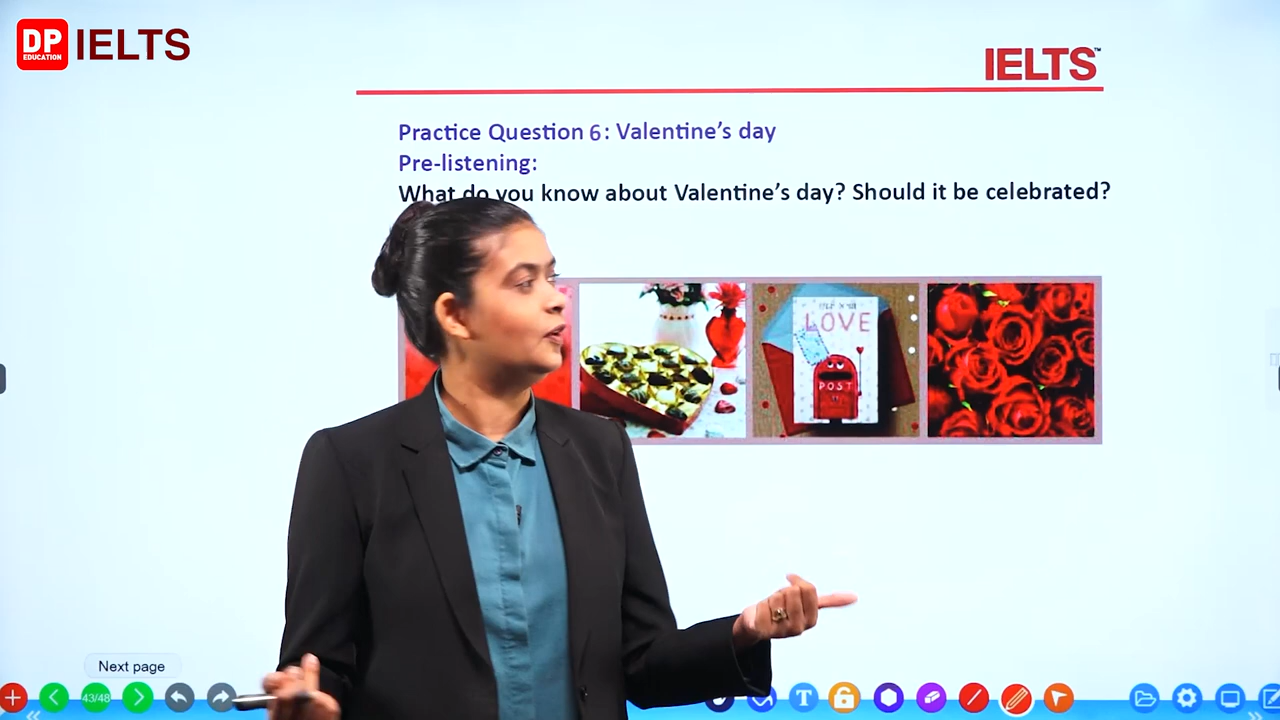 DP
EDUCATION
IELTS
IELTS™
Practice Question 6: Valentine's day
Pre-listening:
What do you know about Valentine's day? Should it be celebrated?
LOVE
POST
Next page
43/48
T